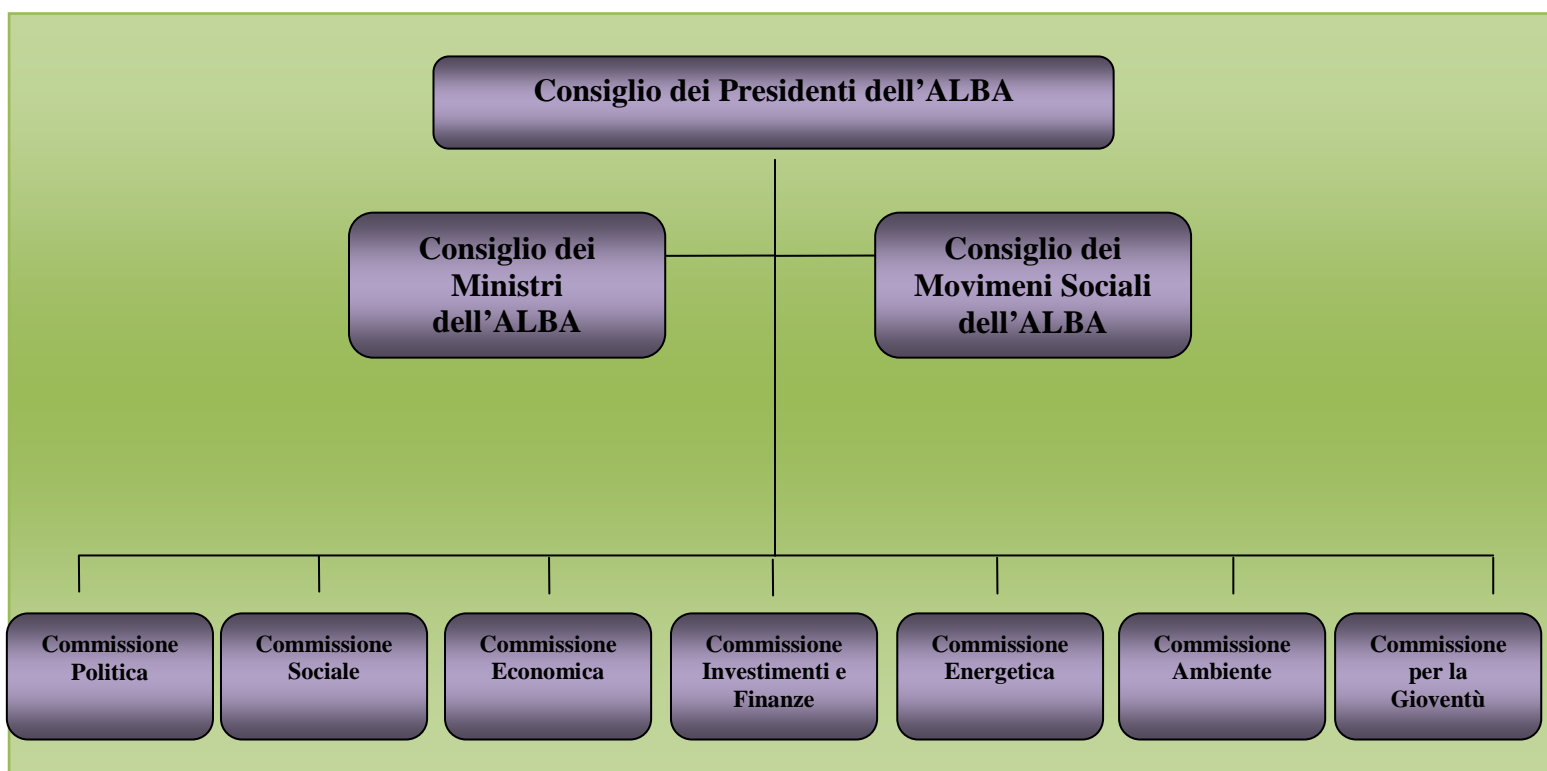 Consiglio dei Presidenti dell’ALBA
Consiglio dei
Ministri
dell’ALBA
Consiglio dei
Movimeni Sociali
dell’ALBA
Commissione
Politica
Commissione
Sociale
Commissione
Economica
Commissione
Investimenti e
Finanze
Commissione
Energetica
Commissione
Ambiente
Commissione
per la
Gioventù